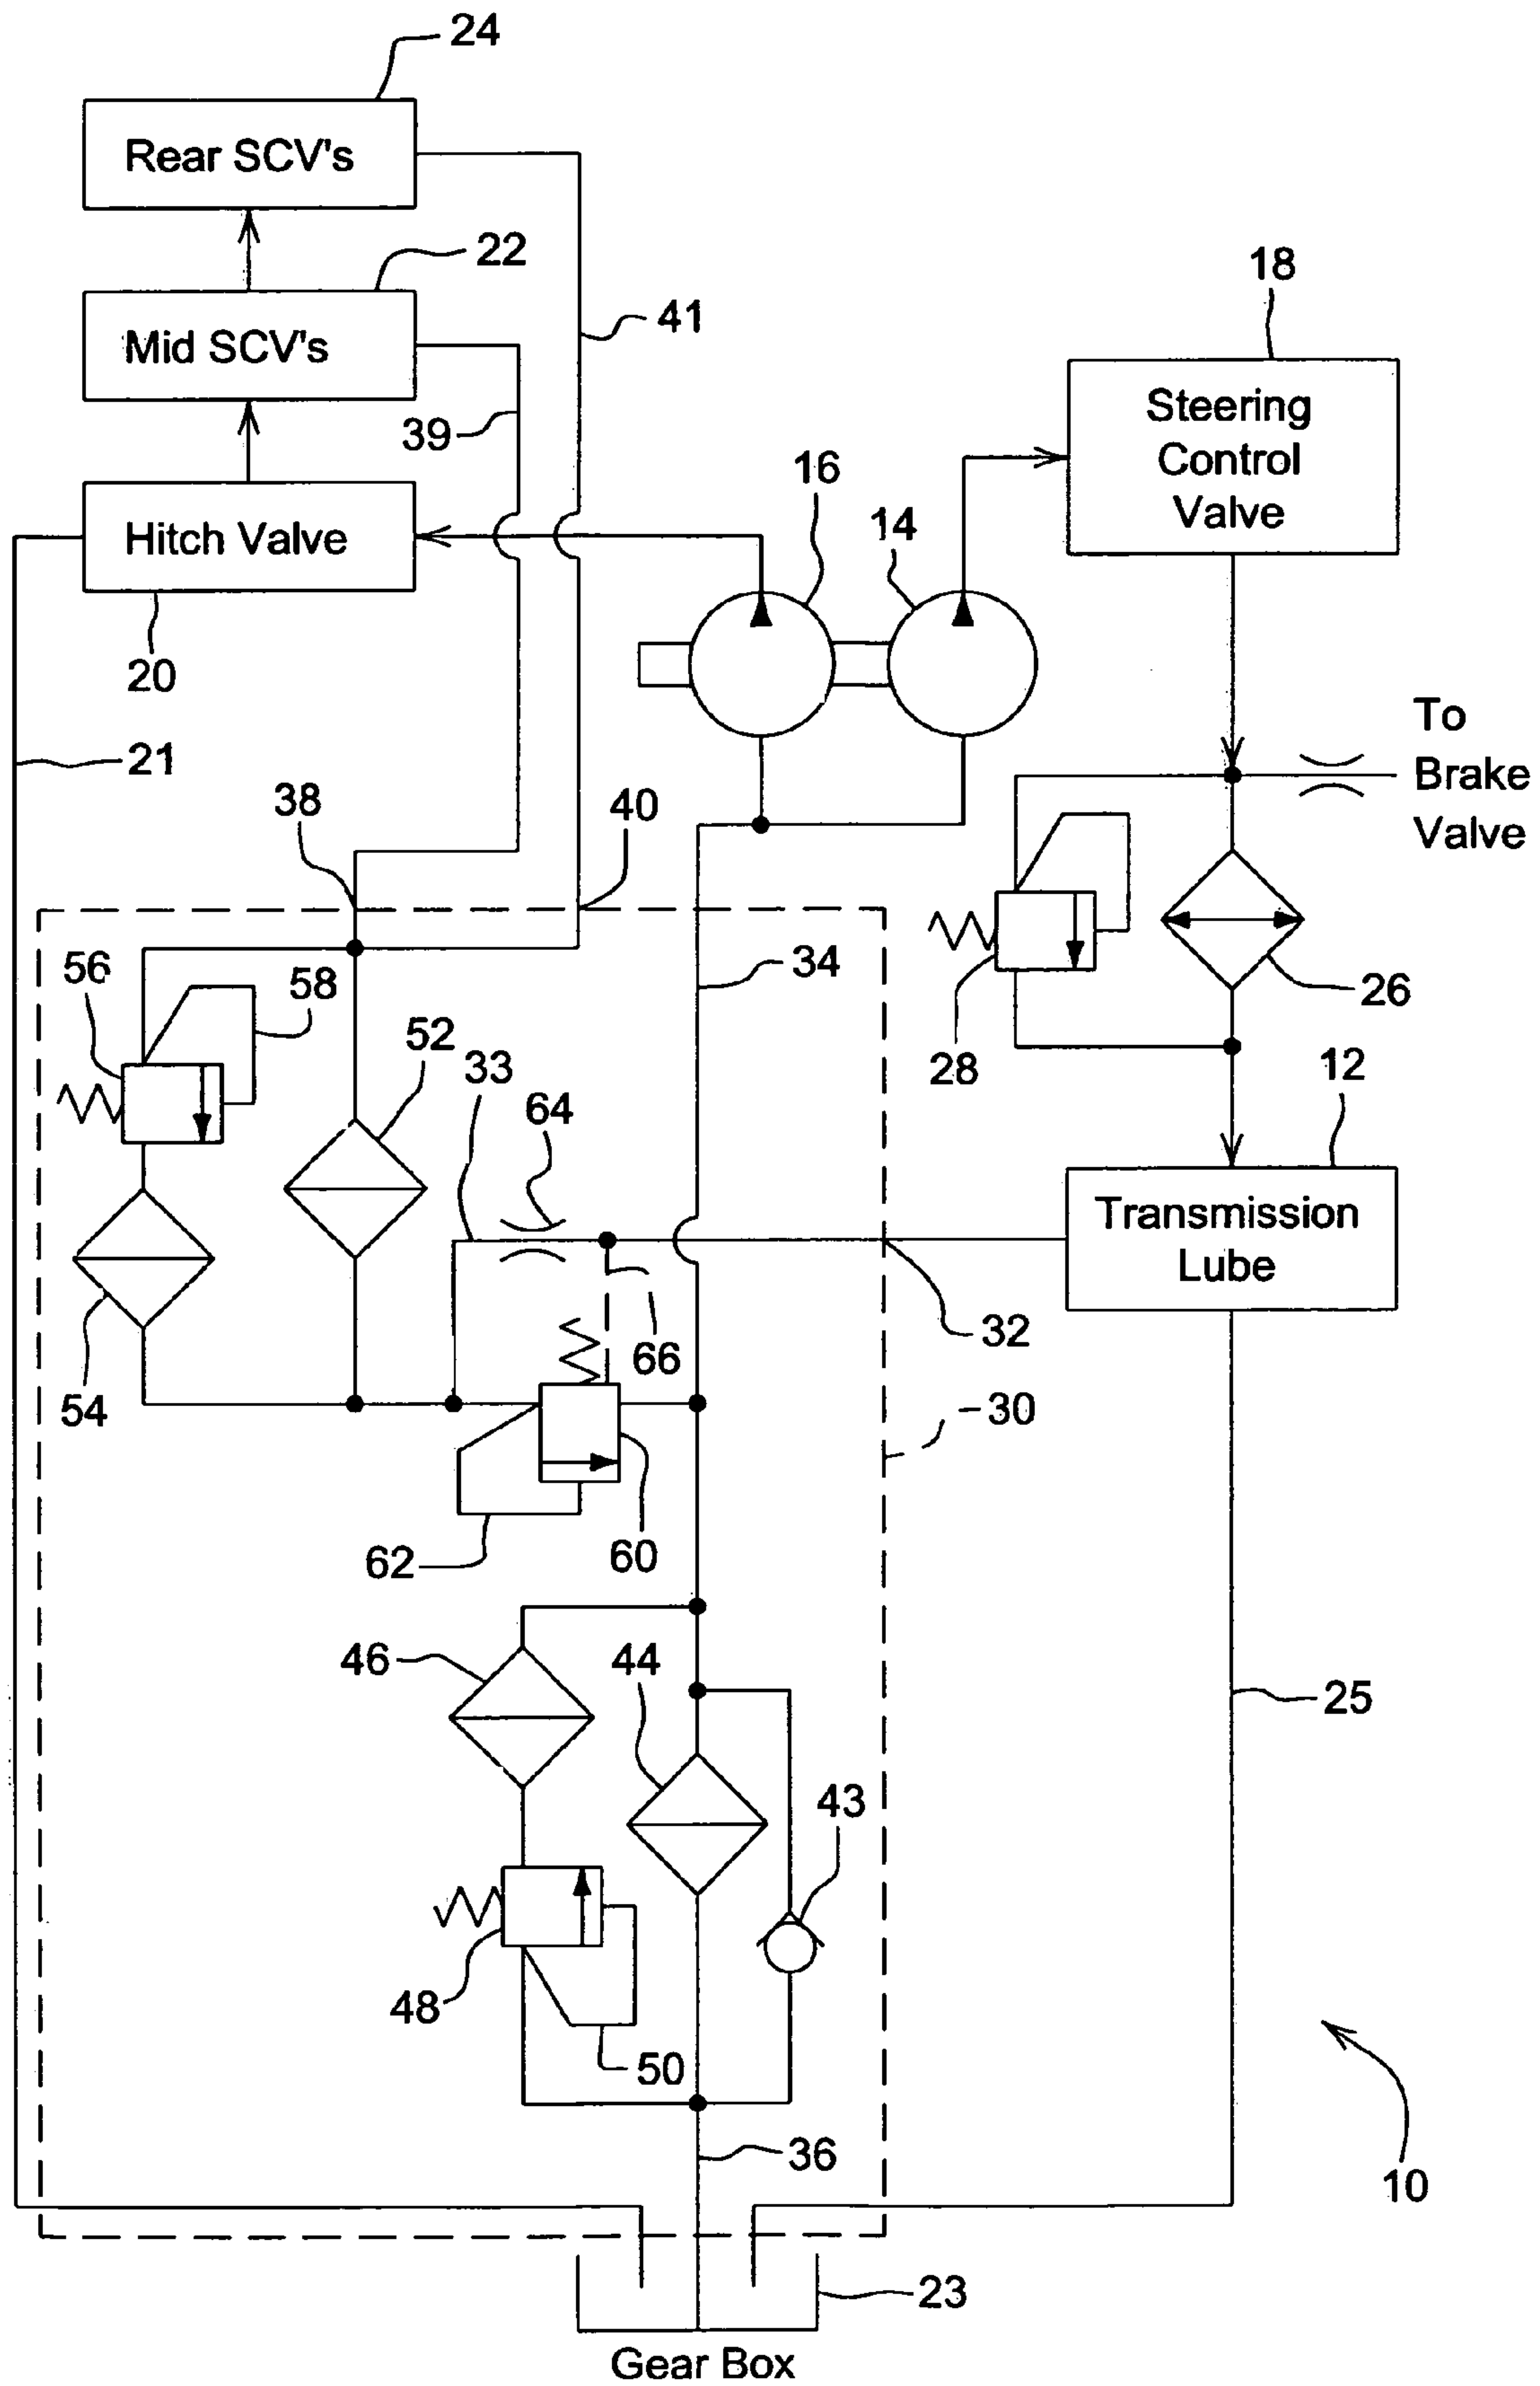 24
Rear SCV's
22
Mid SCV's
41
39
18
Steering
Control
Valve
16
14
Hitch Valve
20
21
To
Brake
Valve
38
40
34
56
58
52
33
64
28
26
12
Transmission
Lube
32
66
54
30
62
60
46
44
25
43
48
50
36
10
23
Gear Box